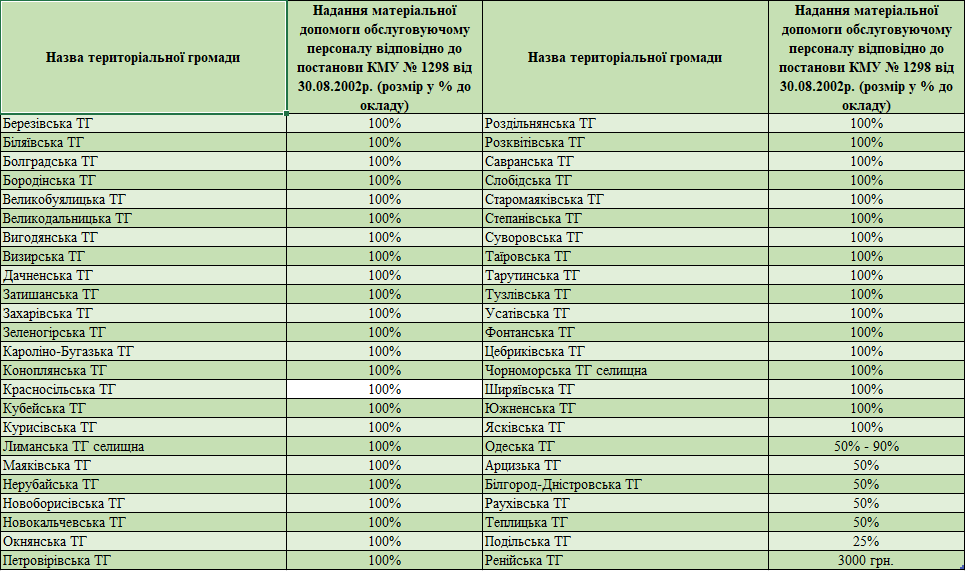 Назва територіальної громади
Надання матеріальної
допомоги обслуговуючому
персоналу відповідно до
постанови КМУ № 1298 від
30.08.2002р. (розмір у % до
окладу)
Назва територіальної громади
Надання матеріальної
допомоги обслуговуючому
персоналу відповідно до
постанови КМУ № 1298 від
30.08.2002р. (розмір у % до
окладу)
Березівська ТГ 100% Роздільнянська ТГ 100%
Біляївська ТГ 100% Розквітівська ТГ 100%
Болградська ТГ 100% Савранська ТГ 100%
Бородінська ТГ 100% Слобідська ТГ 100%
Великобуялицька ТГ 100% Старомаяківська ТГ 100%
Великодальницька ТГ 100% Степанівська ТГ 100%
Вигодянська ТГ 100% Суворовська ТГ 100%
Визирська ТГ 100% Таїровська ТГ 100%
Дачненська ТГ 100% Тарутинська ТГ 100%
Затишанська ТГ 100% Тузлівська ТГ 100%
Захарівська ТГ 100% Усатівська ТГ 100%
Зеленогірська ТГ 100% Фонтанська ТГ 100%
Кароліно-Бугазька ТГ 100% Цебриківська ТГ 100%
Коноплянська ТГ 100% Чорноморська ТГ селищна 100%
Красносільська ТГ 100% Ширяївська ТГ 100%
Кубейська ТГ 100% Южненська ТГ 100%
Курисівська ТГ 100% Ясківська ТГ 100%
Лиманська ТГ селищна 100% Одеська ТГ 50% - 90%
Маяківська ТГ 100% Арцизька ТГ 50%
Нерубайська ТГ 100% Білгород-Дністровська ТГ 50%
Новоборисівська ТГ 100% Раухівська ТГ 50%
Новокальчевська ТГ 100% Теплицька ТГ 50%
Окнянська ТГ 100% Подільська ТГ 25%
Петровірівська ТГ 100% Ренійська ТГ 3000 грн.